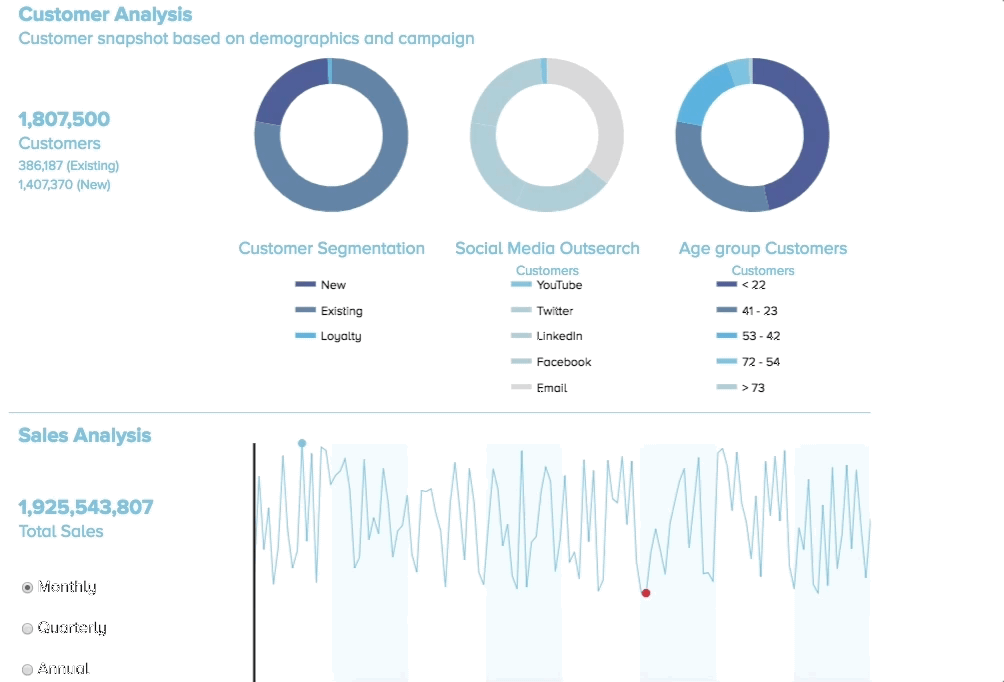 Customer Analysis
Customer snapshot based on demographics and campaign
1,807,500
Customers
386,187 (Existing)
1,407,370 (New)
Customer Segmentation
New
Existing
Loyalty
Social Media Outsearch
Customers
YouTube
Twitter
LinkedIn
Facebook
Email
Age group Customers
Customers
< 22
41 - 23
53 - 42
72 - 54
> 73
Sales Analysis
1,925,543,807
Total Sales
Monthly
Quarterly
Annual